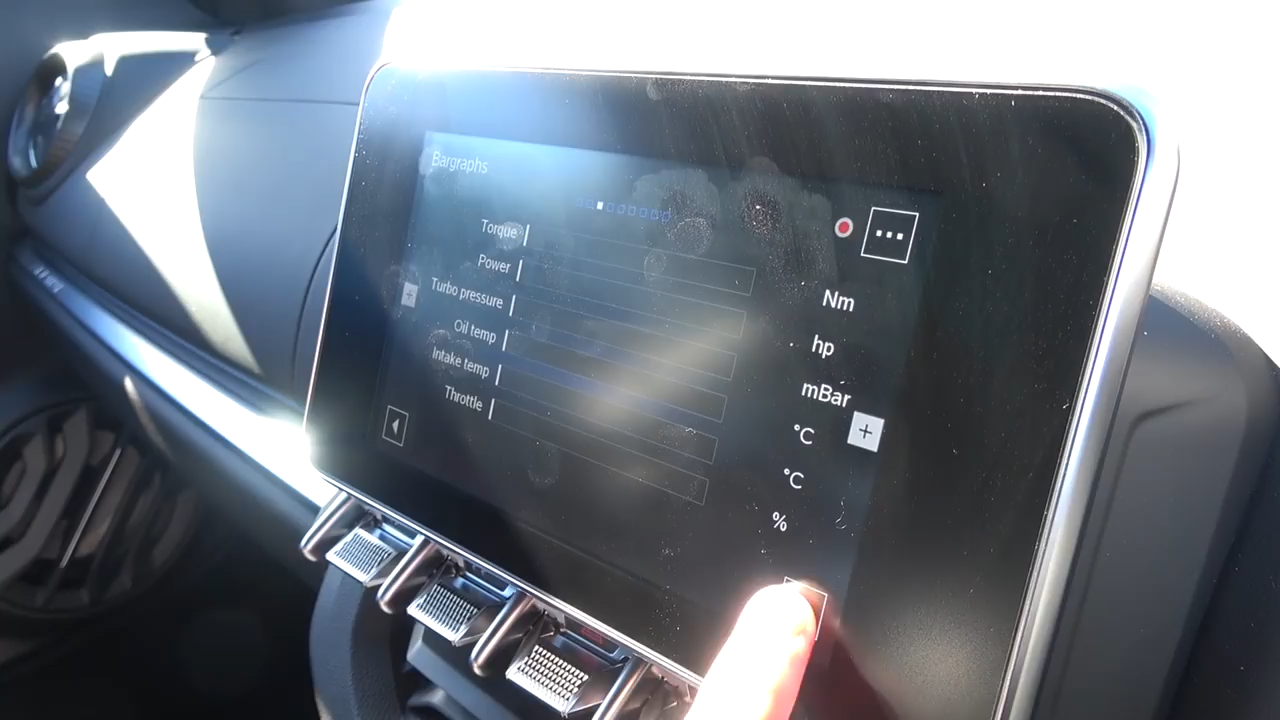 Bargraphs
Torque Nm
Power hp
Turbo pressure mBar
Oil temp °C
Intake temp °C
Throttle %